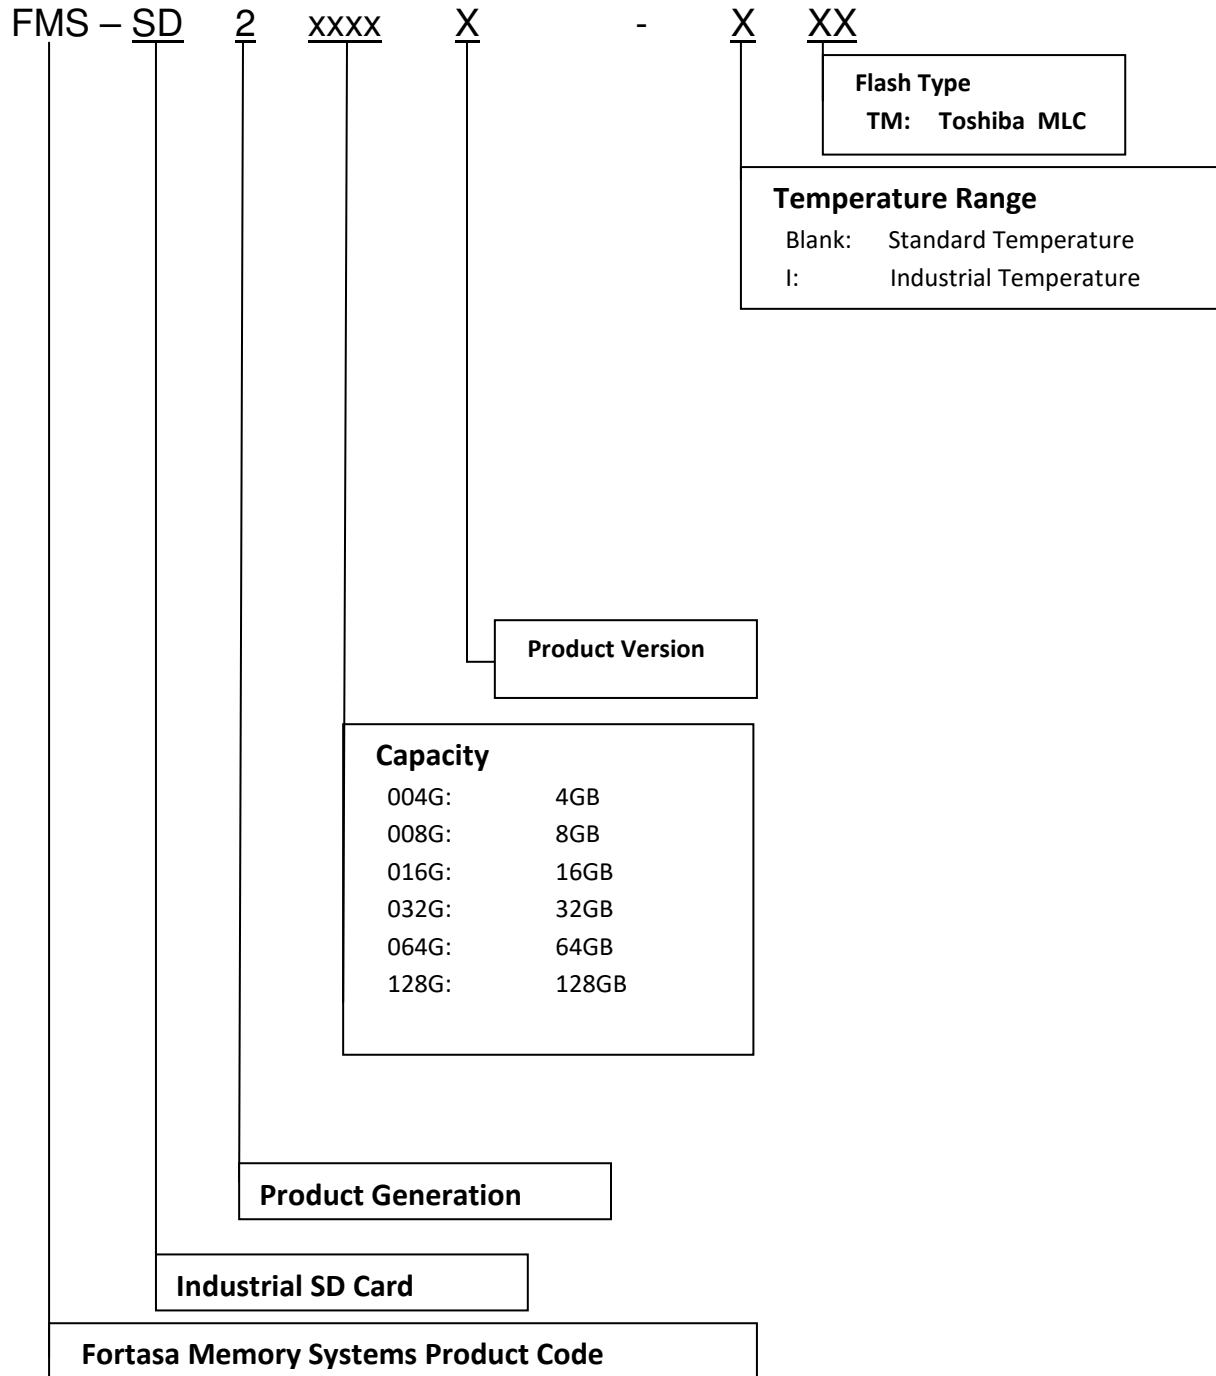 FMS – SD 2 xxxx X - X XX
Flash Type
TM: Toshiba MLC
Temperature Range
Blank: Standard Temperature
I: Industrial Temperature
Product Version
Capacity
004G: 4GB
008G: 8GB
016G: 16GB
032G: 32GB
064G: 64GB
128G: 128GB
Product Generation
Industrial SD Card
Fortasa Memory Systems Product Code